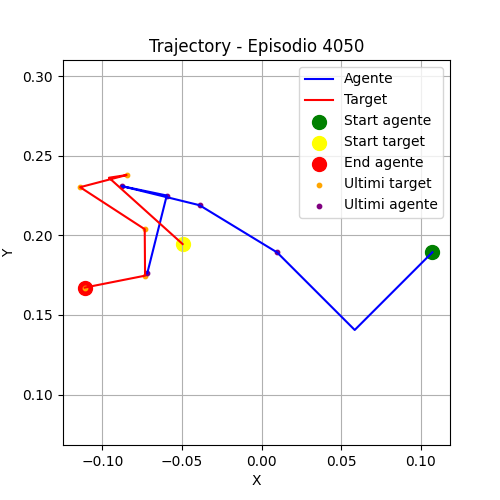 Trajectory - Episodio 4050
0.30
0.25
0.20
0.15
0.10
Y
−0.10
−0.05
0.00
0.05
0.10
X
Agente
Target
Start agente
Start target
End agente
Ultimi target
Ultimi agente